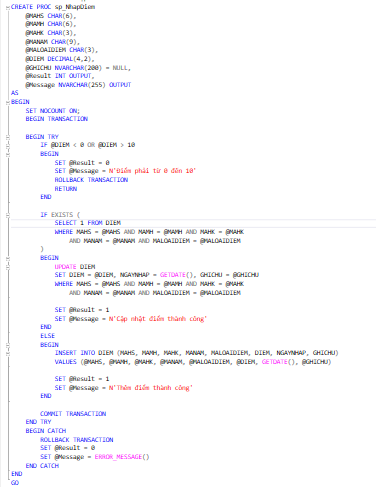 CREATE PROC sp_NhapDiem
@MAHS CHAR(6),
@MAMH CHAR(6),
@MAHK CHAR(3),
@MANAM CHAR(9),
@MALOAIDIEM CHAR(3),
@DIEM DECIMAL(4,2),
@GHICHU NVARCHAR(200) = NULL,
@Result INT OUTPUT,
@Message NVARCHAR(255) OUTPUT
AS
BEGIN
SET NOCOUNT ON;
BEGIN TRANSACTION
BEGIN TRY
IF @DIEM < 0 OR @DIEM > 10
BEGIN
SET @Result = 0
SET @Message = N'Điểm phải từ 0 đến 10'
ROLLBACK TRANSACTION
RETURN
END
IF EXISTS (
SELECT 1 FROM DIEM
WHERE MAHS = @MAHS AND MAMH = @MAMH AND MAHK = @MAHK
AND MANAM = @MANAM AND MALOAIDIEM = @MALOAIDIEM
)
BEGIN
UPDATE DIEM
SET DIEM = @DIEM, NGAYNHAP = GETDATE(), GHICHU = @GHICHU
WHERE MAHS = @MAHS AND MAMH = @MAMH AND MAHK = @MAHK
AND MANAM = @MANAM AND MALOAIDIEM = @MALOAIDIEM
SET @Result = 1
SET @Message = N'Cập nhật điểm thành công'
END
ELSE
BEGIN
INSERT INTO DIEM (MAHS, MAMH, MAHK, MANAM, MALOAIDIEM, DIEM, NGAYNHAP, GHICHU)
VALUES (@MAHS, @MAMH, @MAHK, @MANAM, @MALOAIDIEM, @DIEM, GETDATE(), @GHICHU)
SET @Result = 1
SET @Message = N'Thêm điểm thành công'
END
COMMIT TRANSACTION
END TRY
BEGIN CATCH
ROLLBACK TRANSACTION
SET @Result = 0
SET @Message = ERROR_MESSAGE()
END CATCH
END
GO